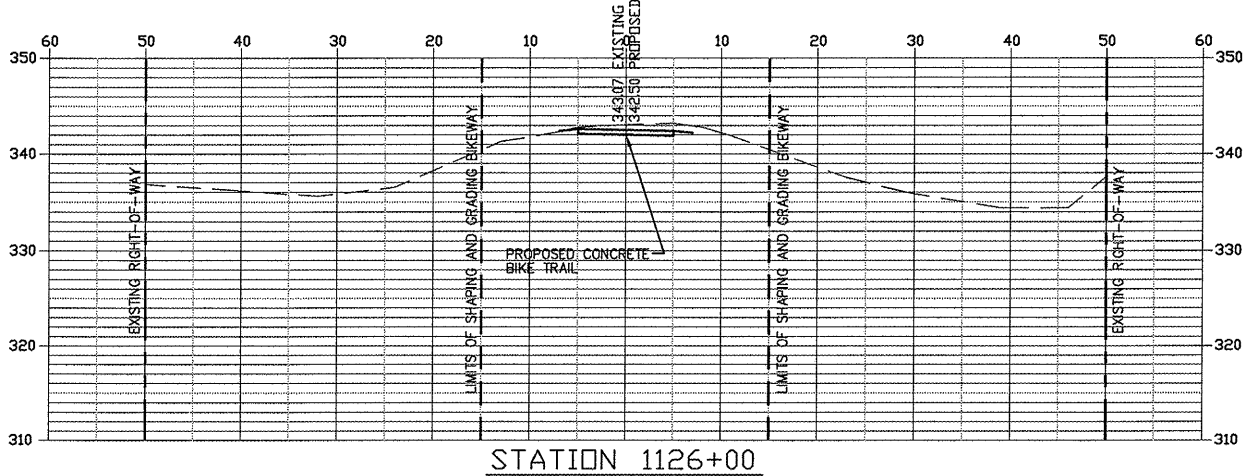 343.07 EXISTING
342.50 PROPOSED
60 50 40 30 20 10 0 10 20 30 40 50 60
350 350
340 340
330 330
320 320
310 310
EXISTING RIGHT-OF-WAY
LIMITS OF SHAPING AND GRADING BIKEWAY
PROPOSED CONCRETE
BIKE TRAIL
LIMITS OF SHAPING AND GRADING BIKEWAY
EXISTING RIGHT-OF-WAY
STATION 1126+00